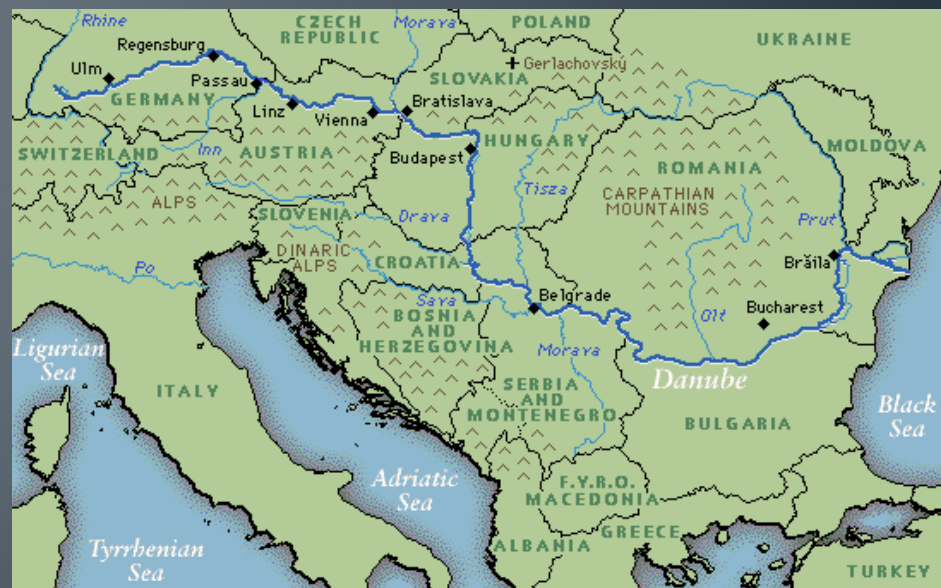 Rhine
CZECH
REPUBLIC
Morava
POLAND
UKRAINE
Regensburg
Gerlachovský
Ulm
Passau
SLOVAKIA
GERMANY
Linz
Vienna
Bratislava
SWITZERLAND
Inn
AUSTRIA
Budapest
HUNGARY
MOLDOVA
ROMANIA
Tisza
CARPATHIAN
MOUNTAINS
ALPS
SLOVENIA
Drava
Prut
DINARIC
ALPS
CROATIA
Brăila
Po
Sava
Belgrade
BOSNIA
AND
HERZEGOVINA
Olt
Bucharest
Ligurian
Sea
Morava
ITALY
SERBIA
AND
MONTENEGRO
Danube
BULGARIA
Black
Sea
Adriatic
Sea
F.Y.R.O.
MACEDONIA
Tyrrhenian
Sea
ALBANIA
GREECE
TURKEY